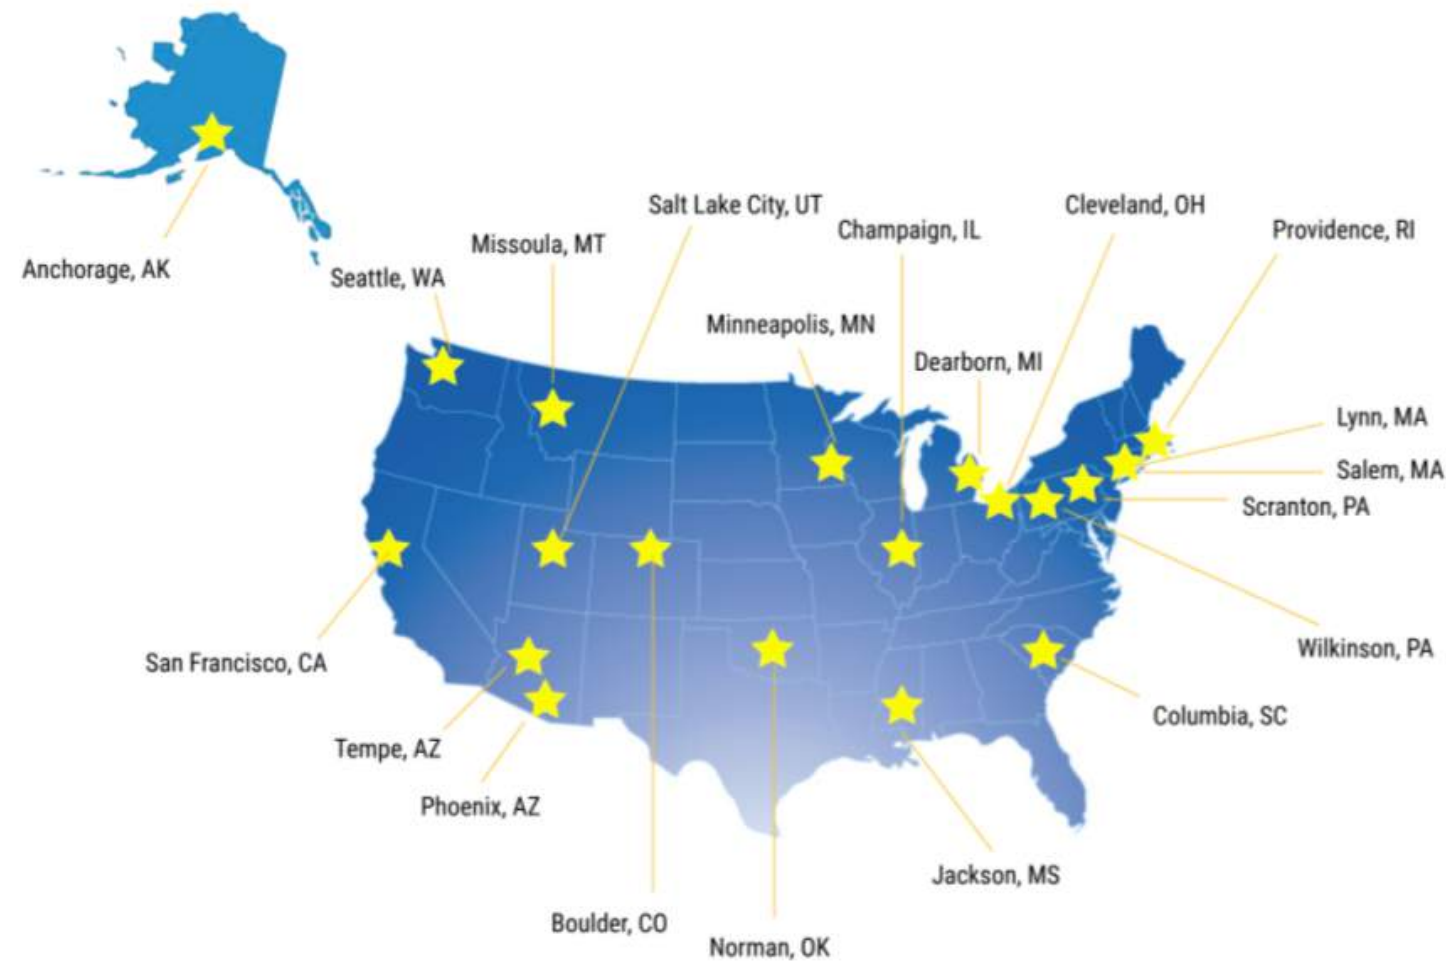 Salt Lake City, UT
Cleveland, OH
Champaign, IL
Providence, RI
Missoula, MT
Anchorage, AK
Seattle, WA
Minneapolis, MN
Dearborn, MI
Lynn, MA
Salem, MA
Scranton, PA
Wilkinson, PA
San Francisco, CA
Columbia, SC
Tempe, AZ
Phoenix, AZ
Jackson, MS
Boulder, CO
Norman, OK